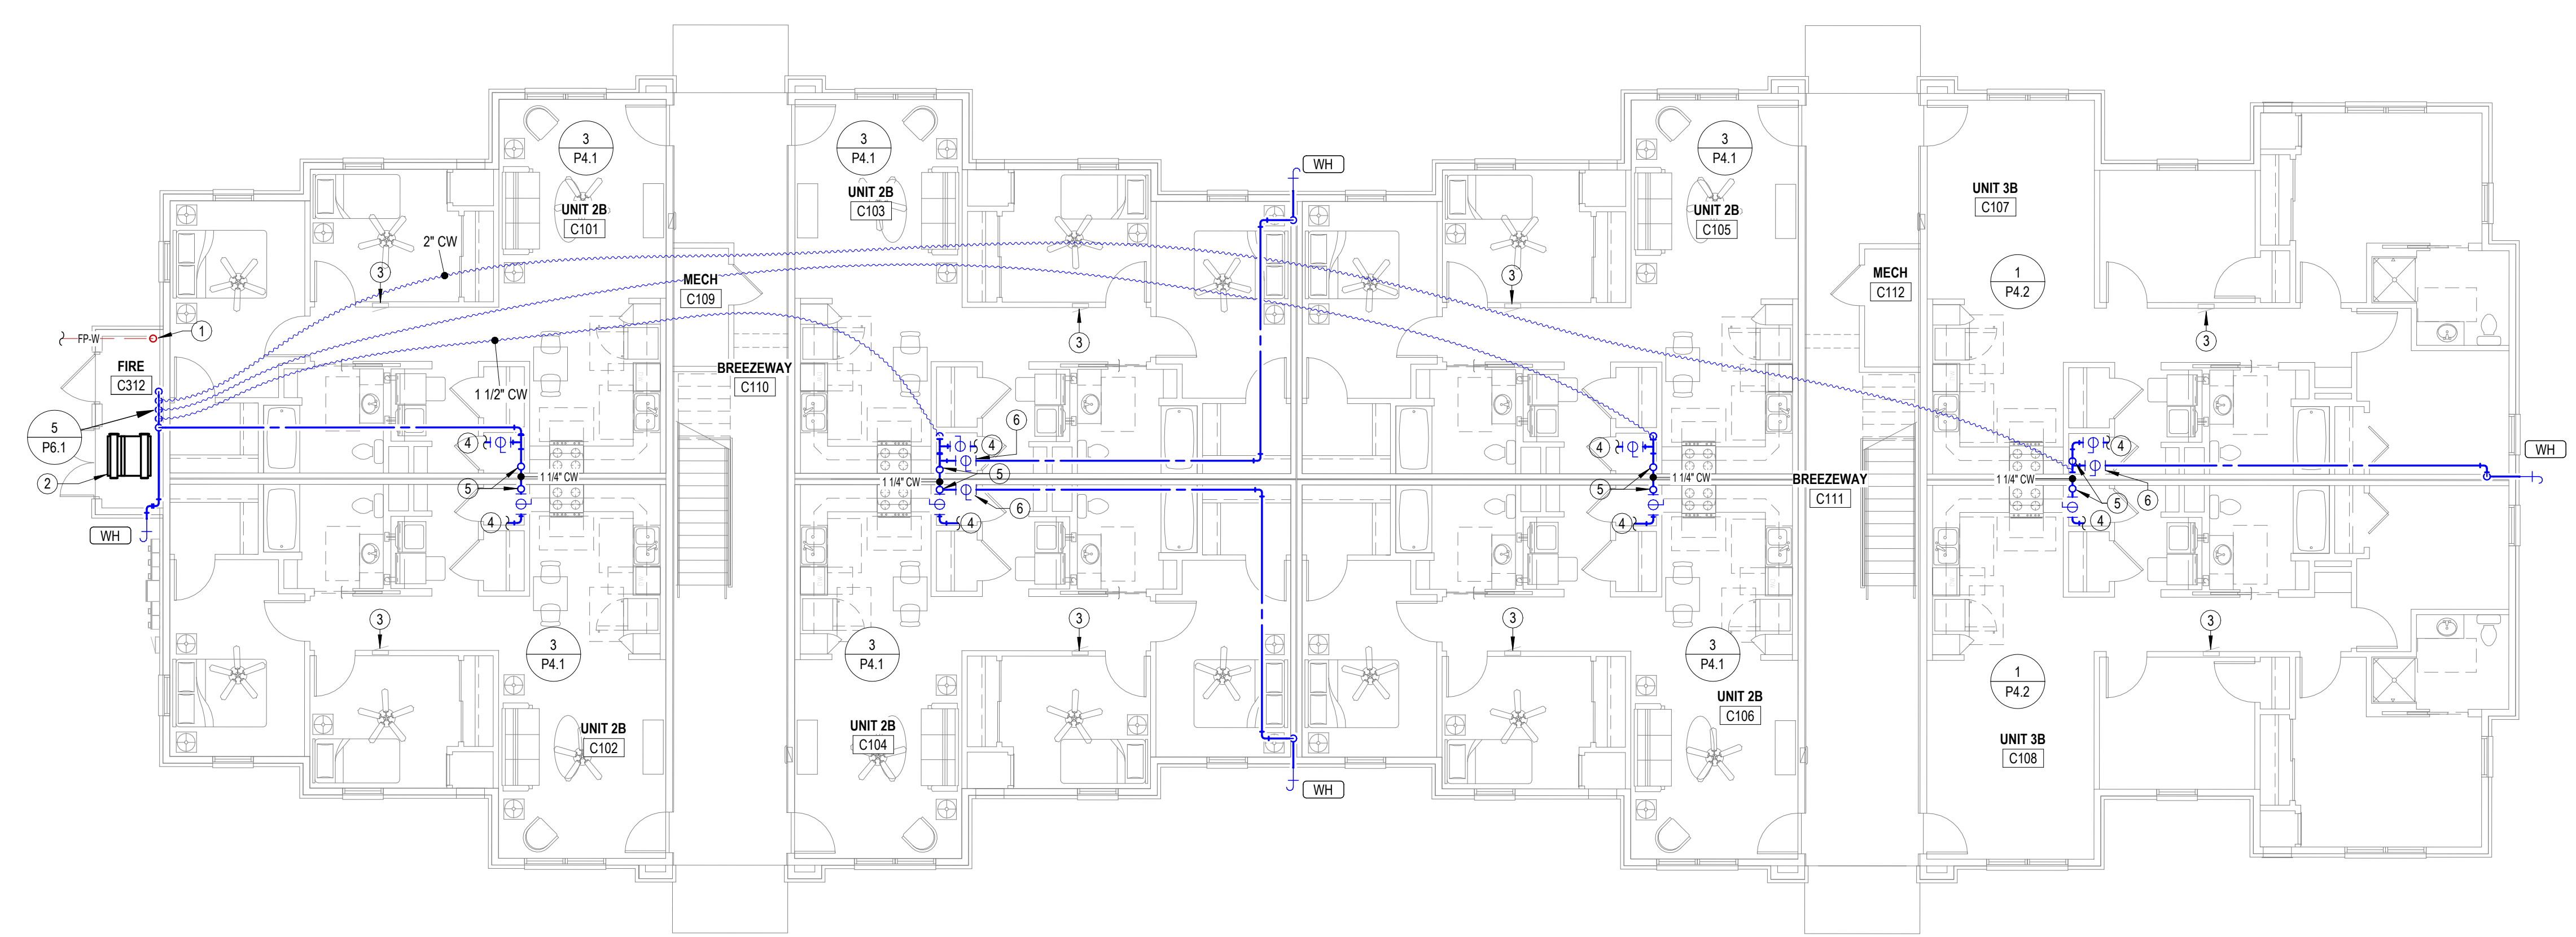 3
P4.1
UNIT 2B
C101
3
P4.1
UNIT 2B
C103
WH
3
P4.1
UNIT 2B
C105
UNIT 3B
C107
2" CW
3
MECH
C109
3
MECH
C112
1
P4.2
FP-W
1
3
3
FIRE
C312
BREEZEWAY
C110
1 1/2" CW
5
P6.1
4
6
4
4
4
WH
2
5
1 1/4" CW
5
1 1/4" CW
5
1 1/4" CW
BREEZEWAY
C111
1 1/4" CW
5
6
WH
4
6
4
4
4
3
3
3
3
3
P4.1
3
P4.1
3
P4.1
1
P4.2
UNIT 2B
C102
UNIT 2B
C104
UNIT 2B
C106
UNIT 3B
C108
WH